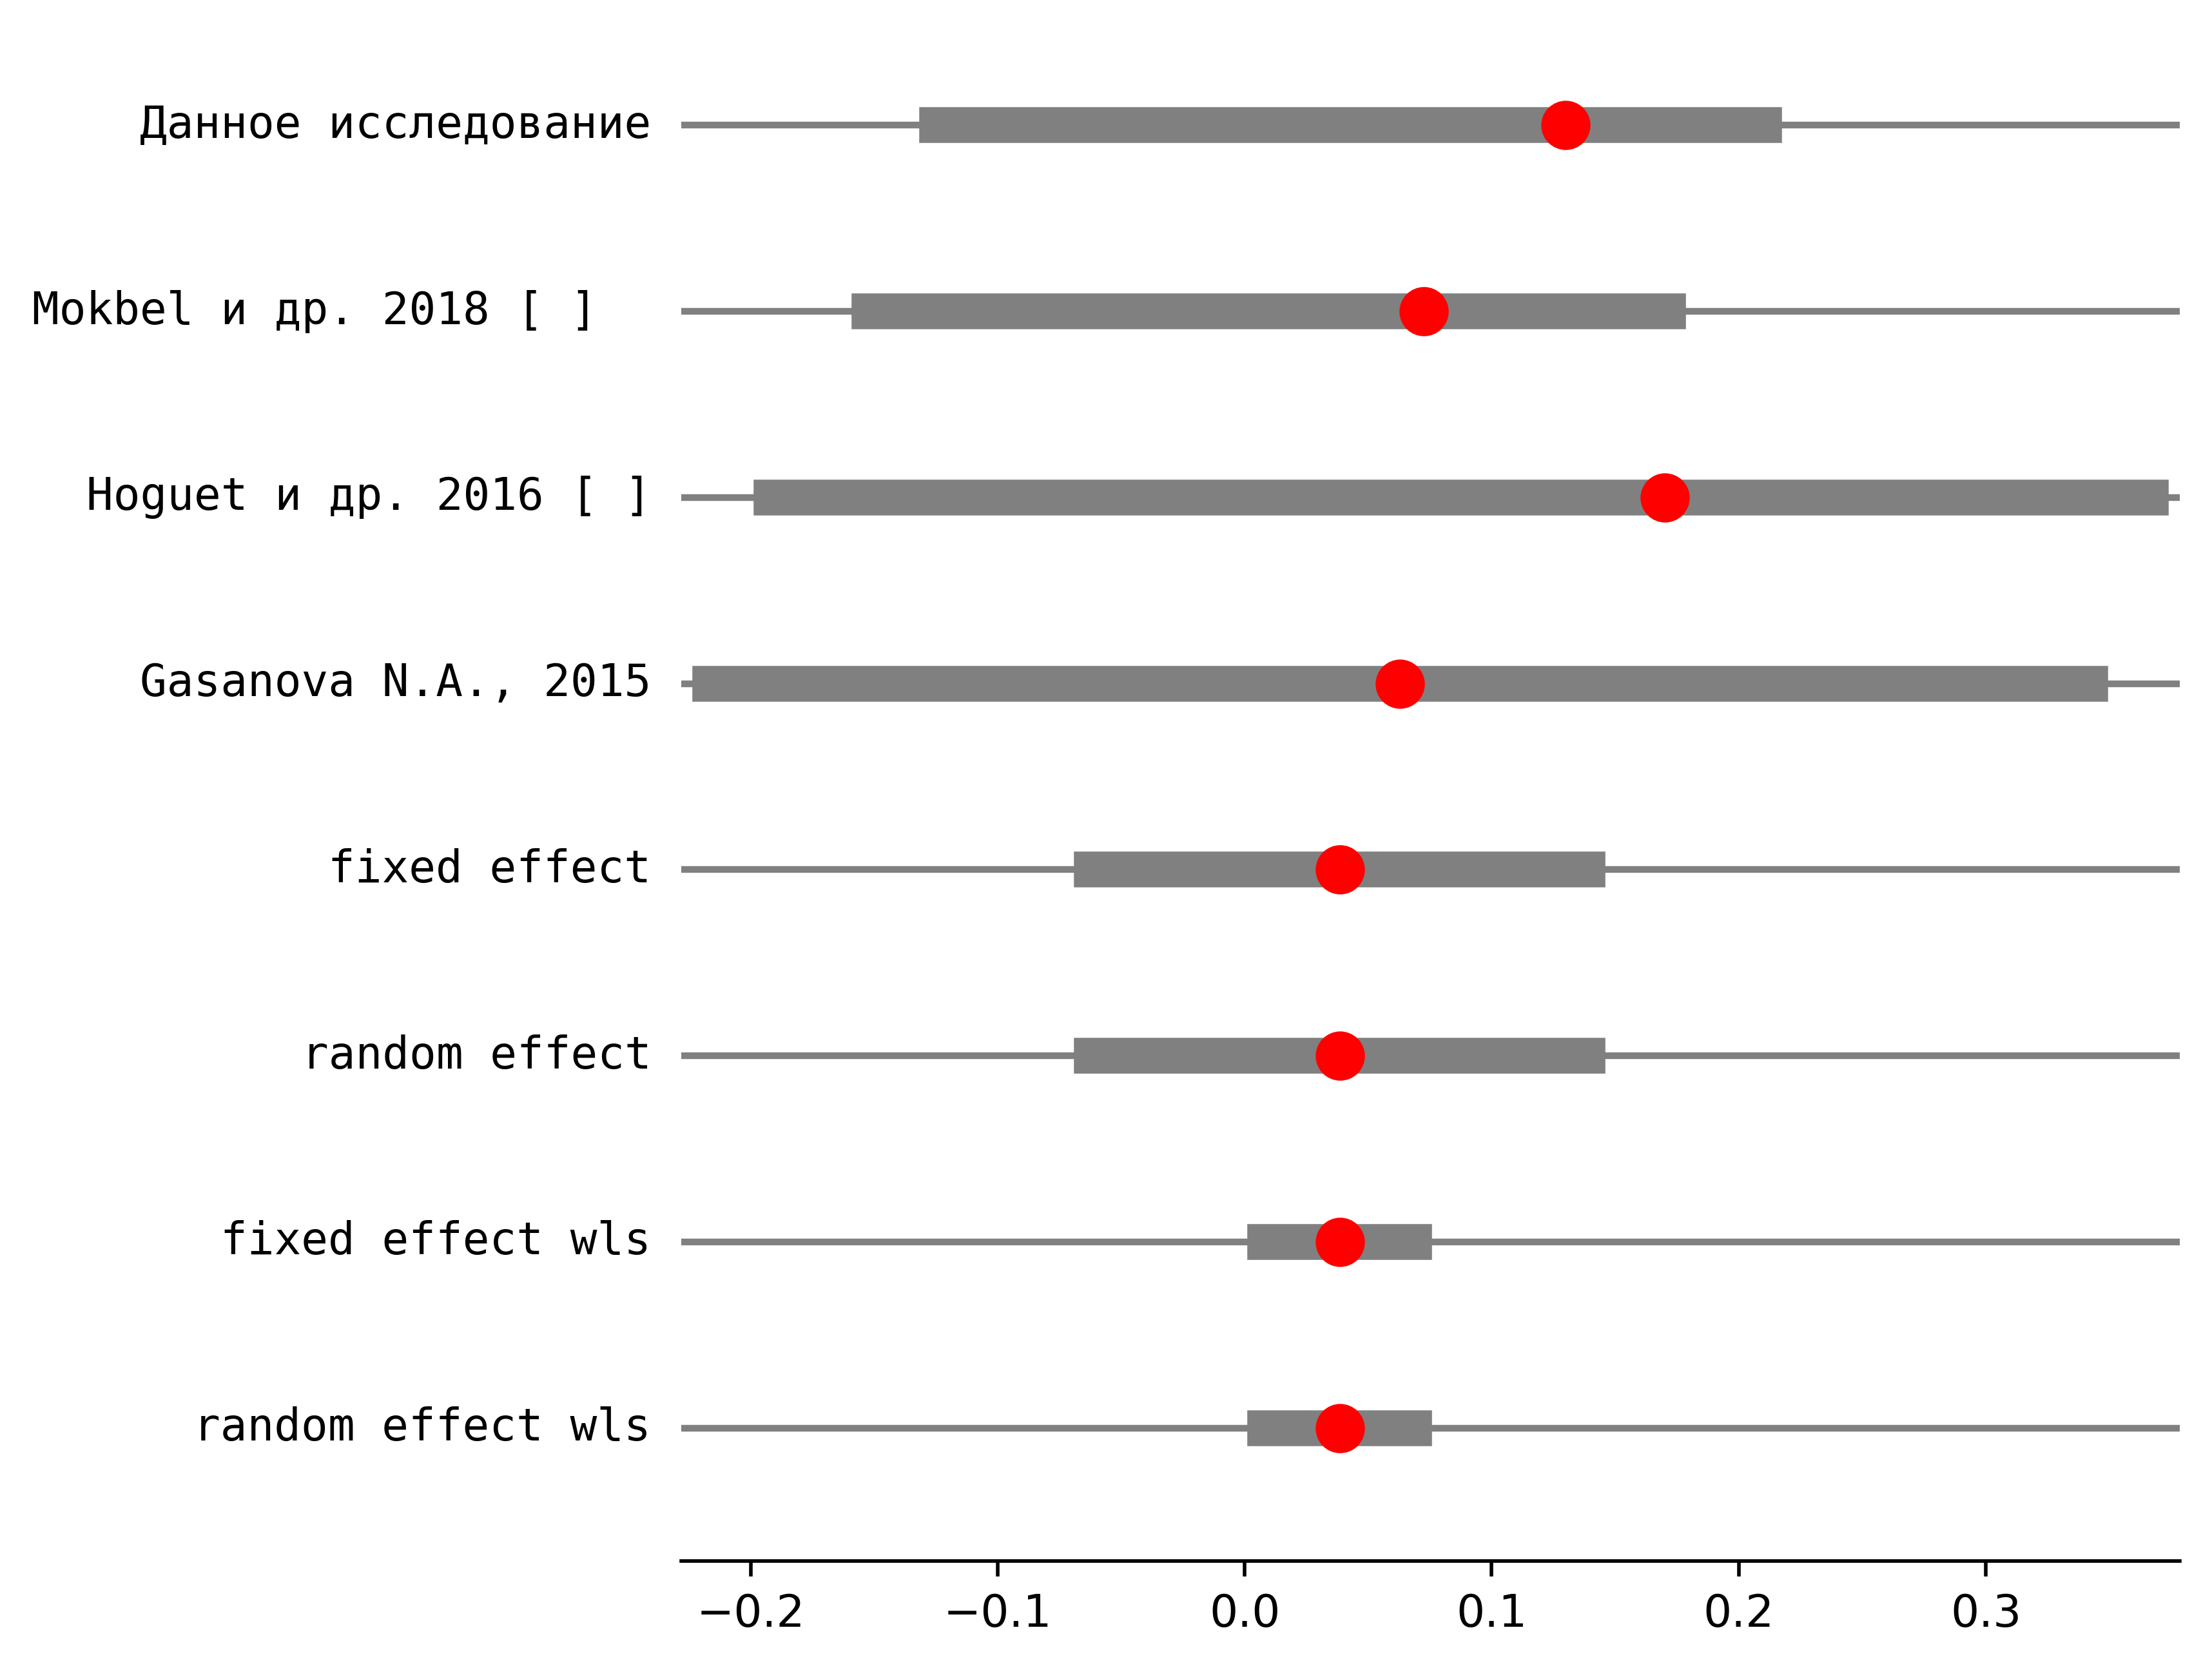 Данное исследование
Mokbel и др. 2018 [ ]
Hoguet и др. 2016 [ ]
Gasanova N.A., 2015
fixed effect
random effect
fixed effect wls
random effect wls
−0.2 −0.1 0.0 0.1 0.2 0.3